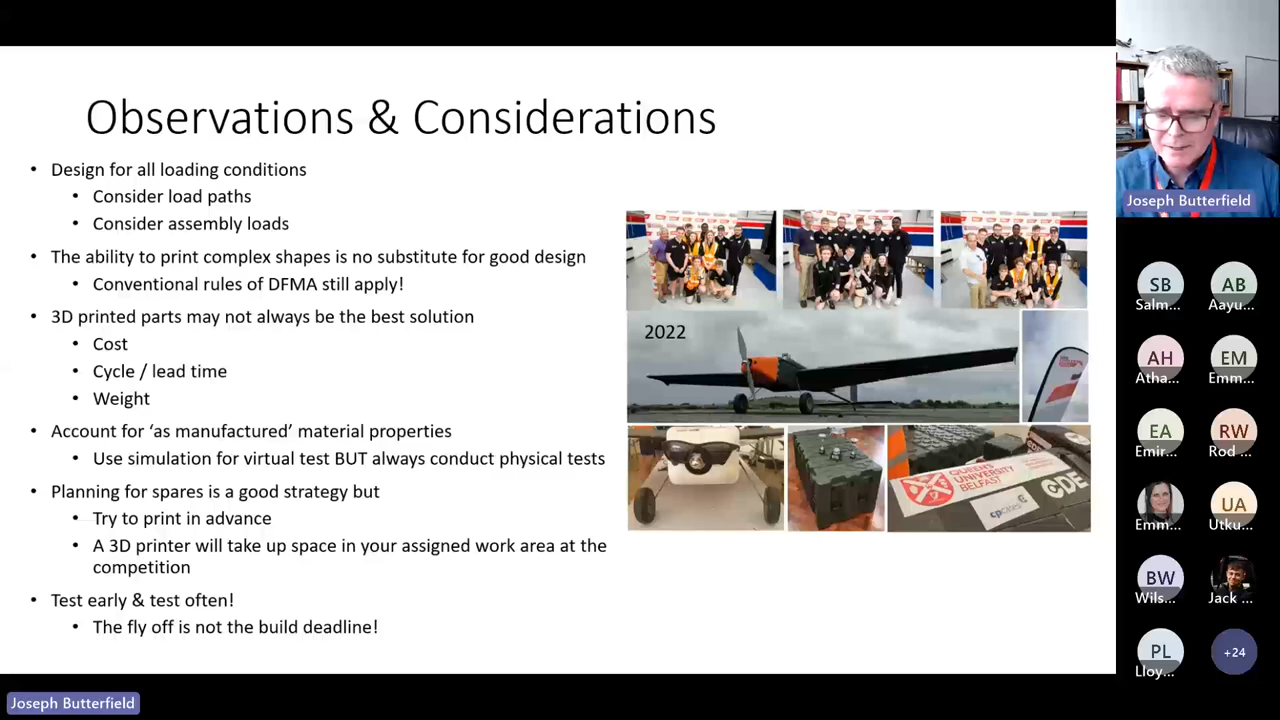 Observations & Considerations
• Design for all loading conditions
• Consider load paths
• Consider assembly loads
• The ability to print complex shapes is no substitute for good design
• Conventional rules of DFMA still apply!
• 3D printed parts may not always be the best solution
• Cost
• Cycle / lead time
• Weight
• Account for ‘as manufactured’ material properties
• Use simulation for virtual test BUT always conduct physical tests
• Planning for spares is a good strategy but
• Try to print in advance
• A 3D printer will take up space in your assigned work area at the
competition
• Test early & test often!
• The fly off is not the build deadline!
2022
QUEEN'S
UNIVERSITY
BELFAST
CDE
Joseph Butterfield
SB
Salm...
AB
Aayu...
AH
Atha...
EM
Emm...
EA
Emir...
RW
Rod ...
Emm...
UA
Utku...
BW
Wils...
Jack ...
PL
Lloy...
+24
Joseph Butterfield